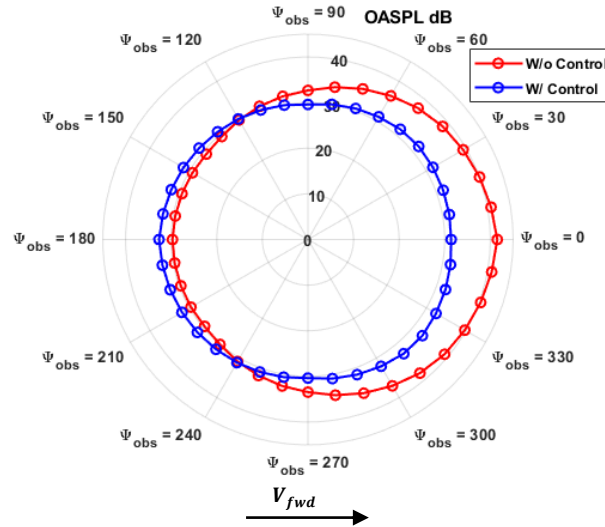 Ψobs = 90
OASPL dB
Ψobs = 120
Ψobs = 60
40
W/o Control
W/ Control
Ψobs = 150
30
Ψobs = 30
20
10
Ψobs = 180
0
Ψobs = 0
Ψobs = 210
Ψobs = 330
Ψobs = 240
Ψobs = 300
Ψobs = 270
Vfwd